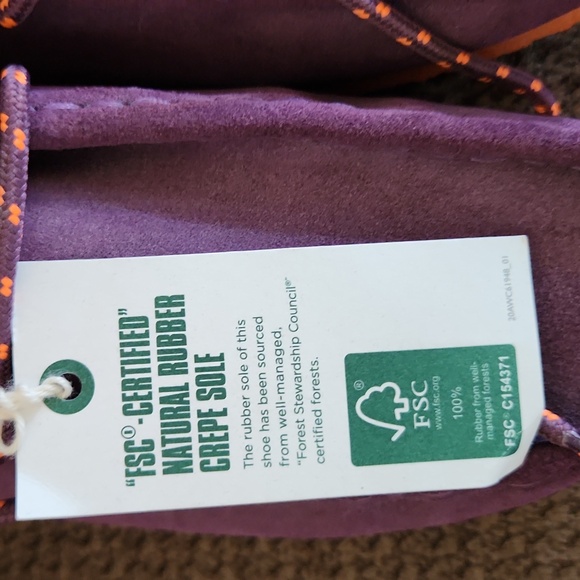 "FSC®-CERTIFIED"
NATURAL RUBBER
CREPE SOLE
The rubber sole of this
shoe has been sourced
from well-managed,
"Forest Stewardship Council®"
certified forests.
®
FSC
www.fsc.org
100%
Rubber from well-
managed forests
FSC® C154371
20AWC61948_01